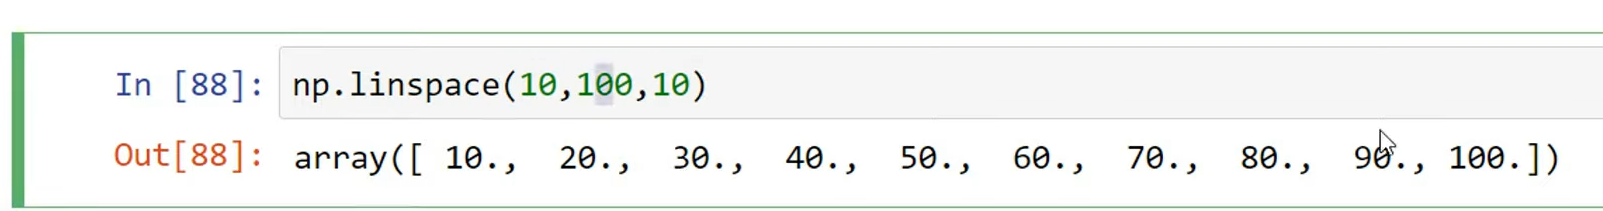 In [88]: np.linspace(10,100,10)
Out[88]: array([ 10.,  20.,  30.,  40.,  50.,  60.,  70.,  80.,  90., 100.])